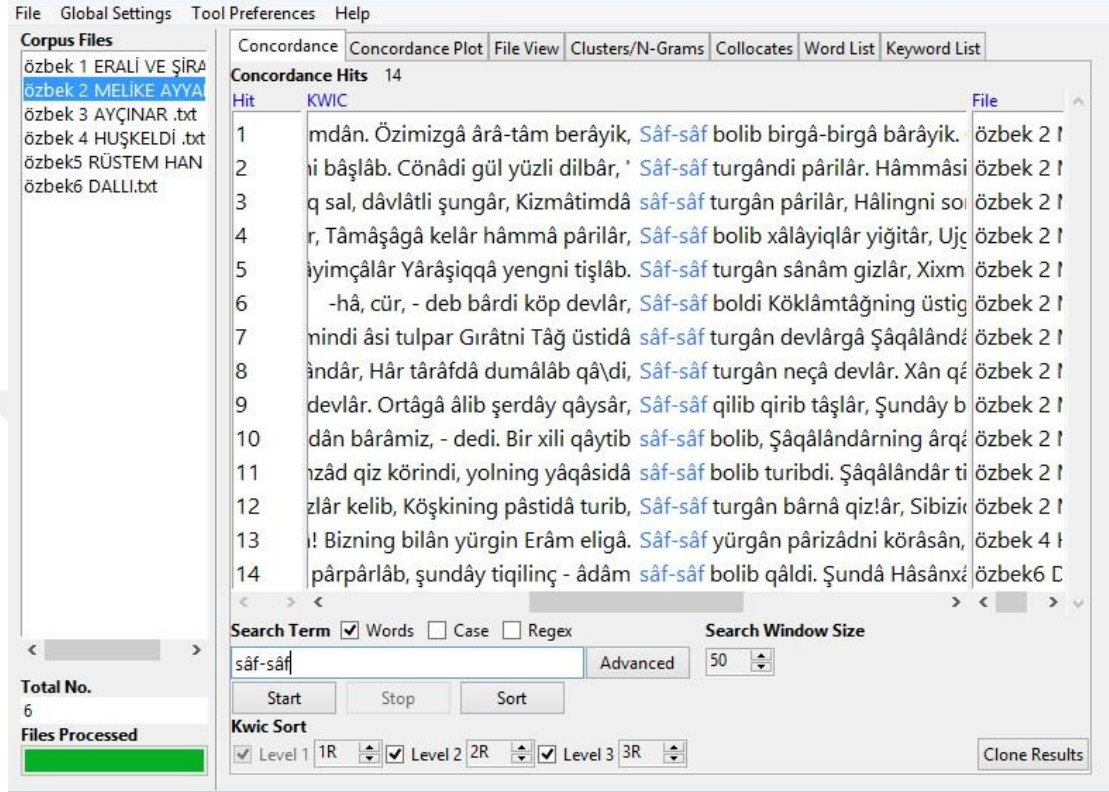 File Global Settings Tool Preferences Help
Corpus Files
özbek 1 ERALİ VE ŞİRA
özbek 2 MELİKE AYYA
özbek 3 AYÇINAR .txt
özbek 4 HUŞKELDİ .txt
özbek5 RÜSTEM HAN
özbek6 DALLI.txt
Total No.
6
Files Processed
Concordance Concordance Plot File View Clusters/N-Grams Collocates Word List Keyword List
Concordance Hits 14
Hit KWIC File
1 mdân. Özimizgâ ârâ-tâm berâyik, Sâf-sâf bolib birgâ-birgâ bârâyik. özbek 2
2 i bâşlâb. Cönâdi gül yüzli dilbâr, ' Sâf-sâf turgândi pârilâr. Hâmmâsi özbek 2
3 q sal, dâvlâtli şungâr, Kizmâtimdâ sâf-sâf turgân pârilâr, Hâlingni özbek 2
4 r, Tâmâşâgâ kelâr hâmmâ pârilâr, Sâf-sâf bolib xâlâyiqlâr yiğitâr, özbek 2
5 âyimçâlâr Yârâşiqqâ yengni tişlâb. Sâf-sâf turgân sânâm gizlâr, özbek 2
6 -hâ, cür, - deb bârdi köp devlâr, Sâf-sâf boldi Köklâmtâğning özbek 2
7 mindi âsi tulpar Gırâtni Tâğ üstidâ sâf-sâf turgân devlârgâ özbek 2
8 ândâr, Hâr târâfdâ dumâlâb qâ\di, Sâf-sâf turgân neçâ devlâr. Xân özbek 2
9 devlâr. Ortâgâ âlib şerdây qâysâr, Sâf-sâf qilib qirib tâşlâr, Şundây özbek 2
10 dân bârâmiz, - dedi. Bir xili qâytib sâf-sâf bolib, Şâqâlândârning özbek 2
11 nzâd qiz körindi, yolning yâqâsidâ sâf-sâf bolib turibdi. Şâqâlândâr özbek 2
12 zlâr kelib, Köşkining pâstidâ turib, Sâf-sâf turgân bârnâ qiz!âr, özbek 2
13 ! Bizning bilân yürgin Erâm eligâ. Sâf-sâf yürgân pârizâdni körâsân, özbek 4
14 pârpârlâb, şundây tiqilinç - âdâm sâf-sâf bolib qâldi. Şundâ özbek6
Search Term Words Case Regex Search Window Size
sâf-sâf Advanced 50
Start Stop Sort
Kwic Sort
Level 1 1R Level 2 2R Level 3 3R Clone Results